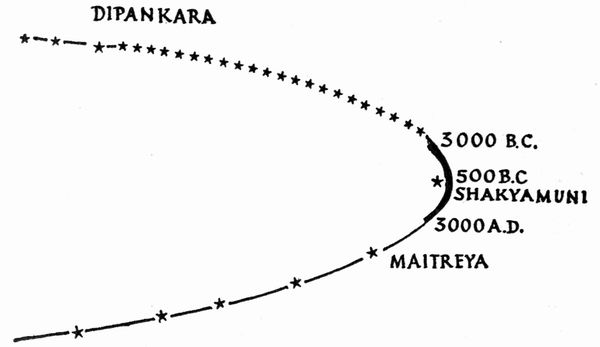 DIPANKARA
3000 B.C.
500 B.C
SHAKYAMUNI
3000 A.D.
MAITREYA